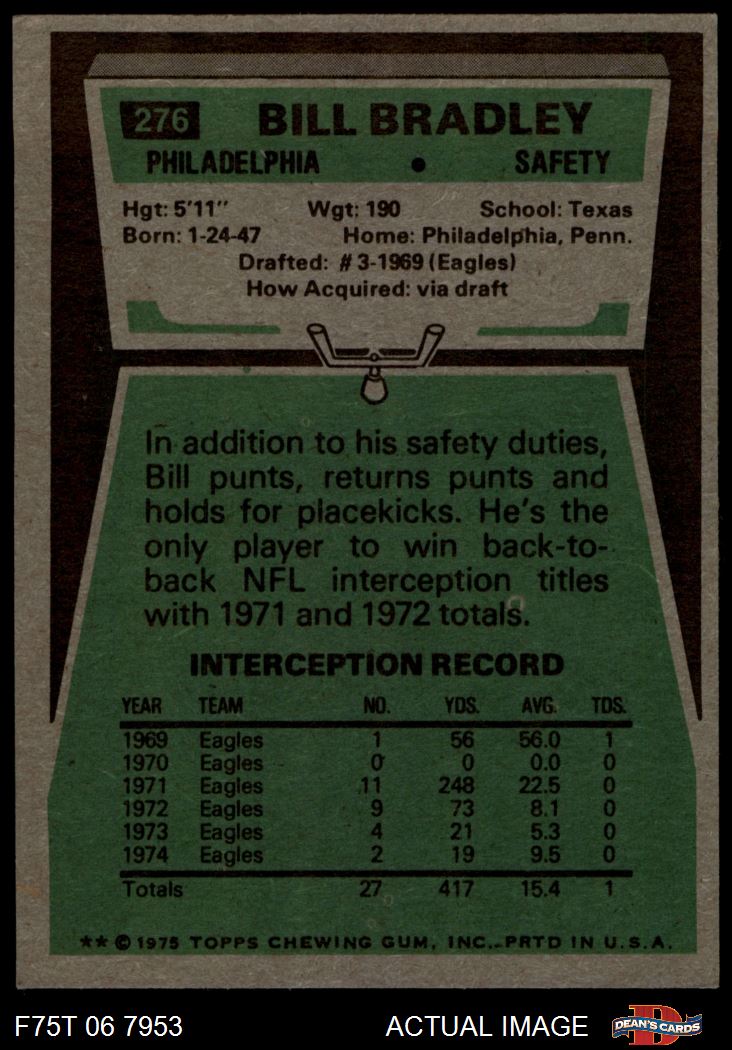 276 BILL BRADLEY
PHILADELPHIA • SAFETY
Hgt: 5'11" Wgt: 190 School: Texas
Born: 1-24-47 Home: Philadelphia, Penn.
Drafted: #3-1969 (Eagles)
How Acquired: via draft
In addition to his safety duties,
Bill punts, returns punts and
holds for placekicks. He's the
only player to win back-to-
back NFL interception titles
with 1971 and 1972 totals.
INTERCEPTION RECORD
YEAR TEAM NO. YDS. AVG. TDS.
1969 Eagles 1 56 56.0 1
1970 Eagles 0 0 0.0 0
1971 Eagles 11 248 22.5 0
1972 Eagles 9 73 8.1 0
1973 Eagles 4 21 5.3 0
1974 Eagles 2 19 9.5 0
Totals 27 417 15.4 1
** © 1975 TOPPS CHEWING GUM, INC. PRTD IN U.S.A.
F75T 06 7953 ACTUAL IMAGE D DEAN'S CARDS